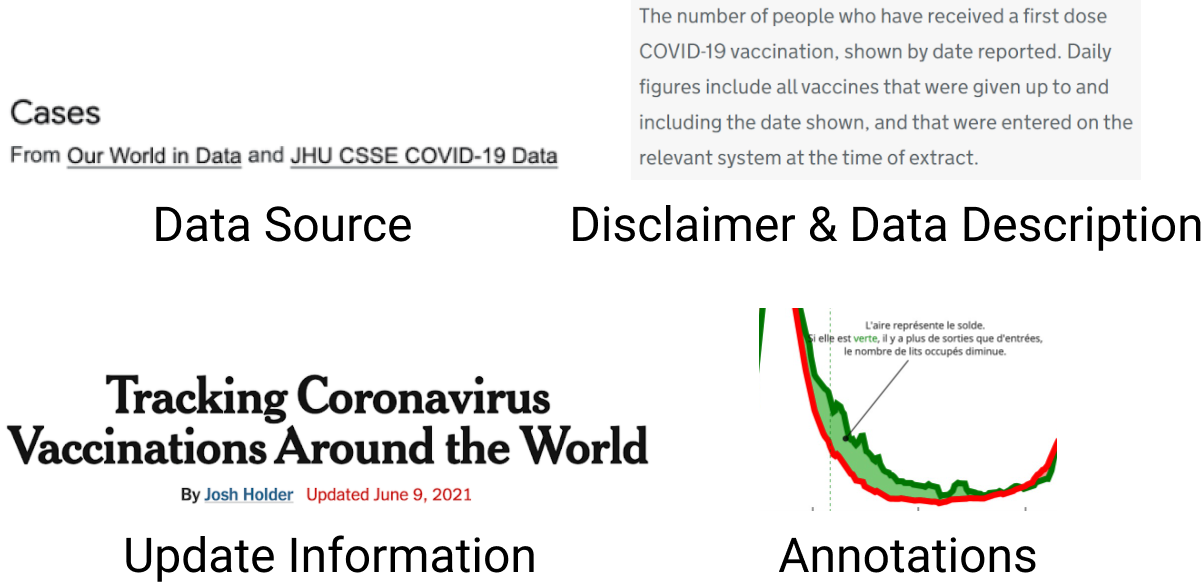 Cases
From Our World in Data and JHU CSSE COVID-19 Data
Data Source
The number of people who have received a first dose
COVID-19 vaccination, shown by date reported. Daily
figures include all vaccines that were given up to and
including the date shown, and that were entered on the
relevant system at the time of extract.
Disclaimer & Data Description
Tracking Coronavirus
Vaccinations Around the World
By Josh Holder Updated June 9, 2021
Update Information
L'aire représente le solde.
Si elle est verte, il y a plus de sorties que d'entrées,
le nombre de lits occupés diminue.
Annotations